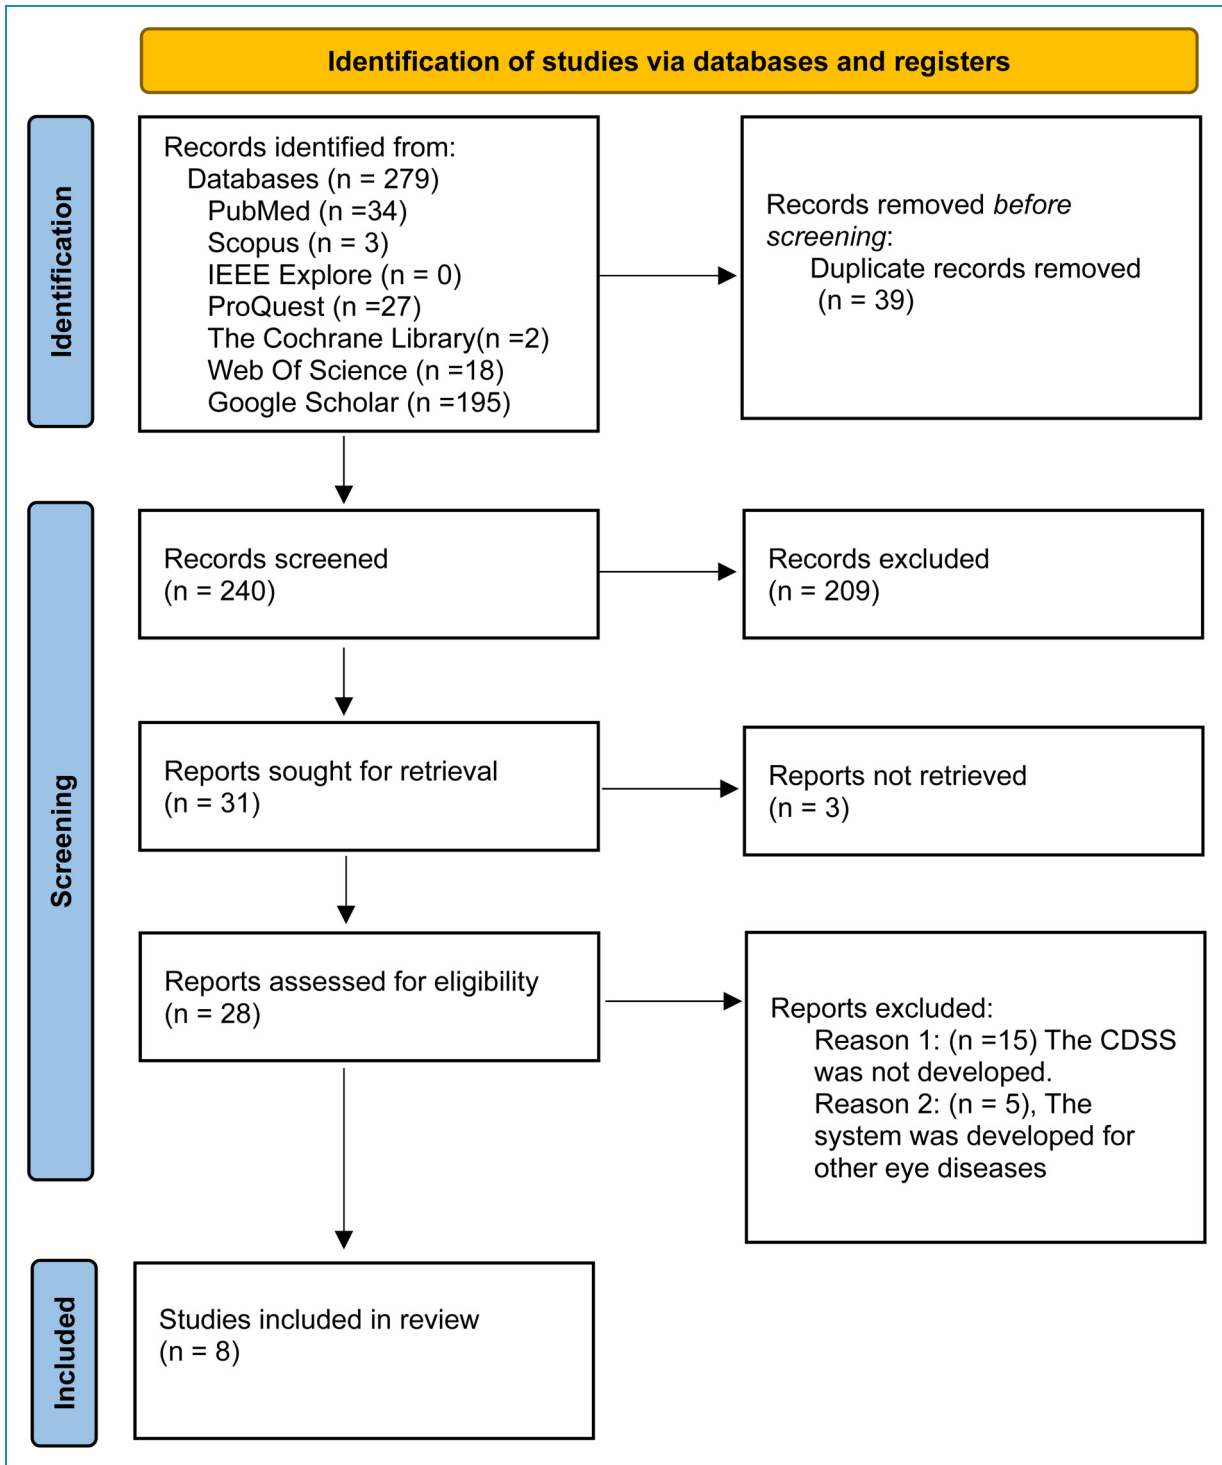 Identification of studies via databases and registers
Identification
Records identified from:
Databases (n = 279)
PubMed (n =34)
Scopus (n = 3)
IEEE Explore (n = 0)
ProQuest (n =27)
The Cochrane Library(n =2)
Web Of Science (n =18)
Google Scholar (n =195)
Records removed before
screening:
Duplicate records removed
(n = 39)
Screening
Records screened
(n = 240)
Records excluded
(n = 209)
Reports sought for retrieval
(n = 31)
Reports not retrieved
(n = 3)
Reports assessed for eligibility
(n = 28)
Reports excluded:
Reason 1: (n =15) The CDSS
was not developed.
Reason 2: (n = 5), The
system was developed for
other eye diseases
Included
Studies included in review
(n = 8)